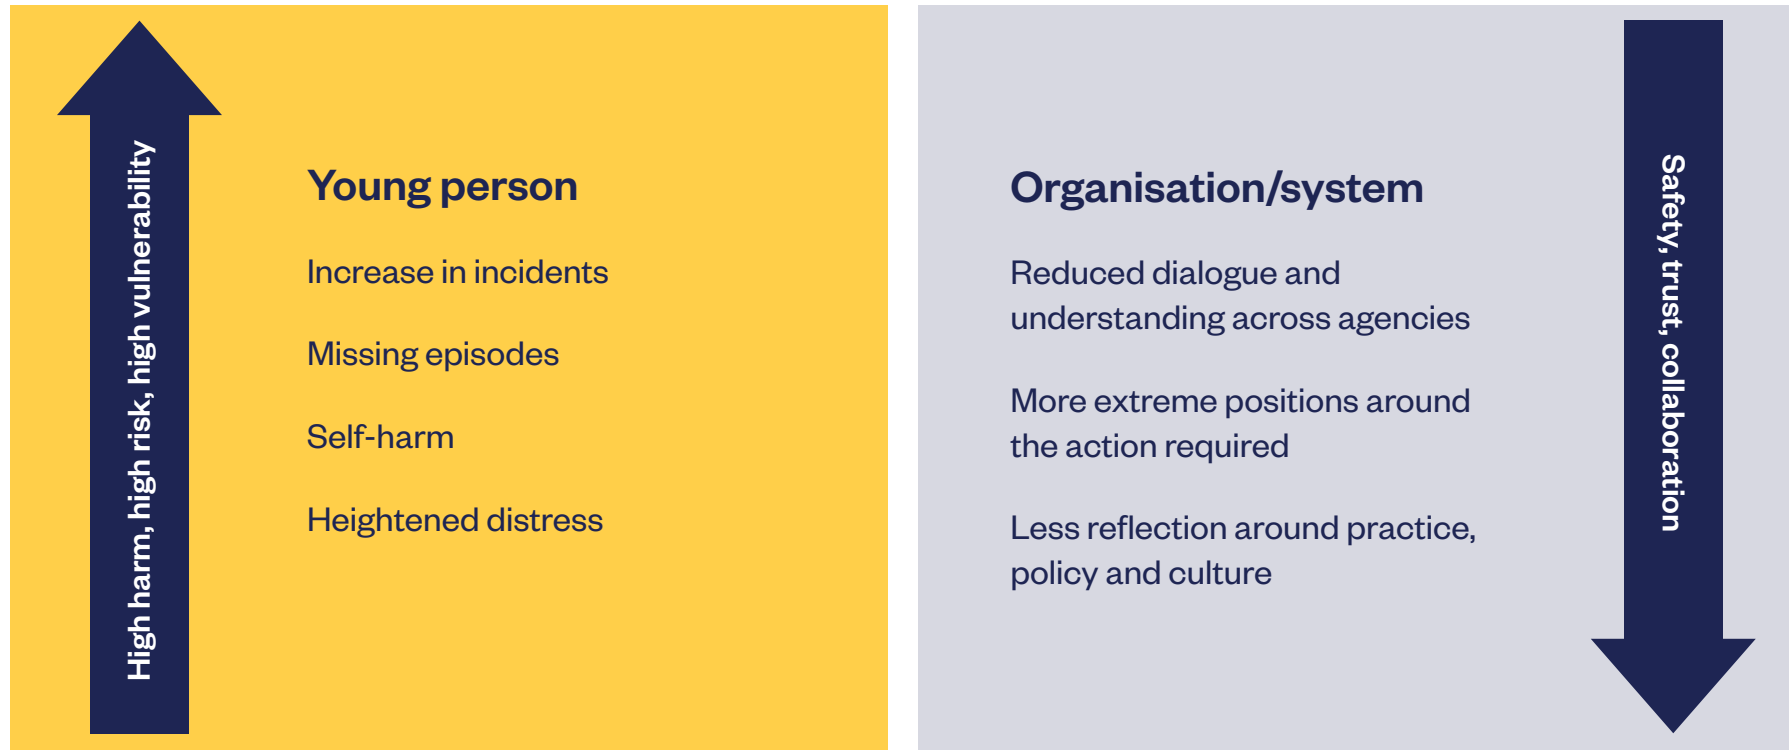 High harm, high risk, high vulnerability
Young person
Increase in incidents
Missing episodes
Self-harm
Heightened distress
Organisation/system
Reduced dialogue and
understanding across agencies
More extreme positions around
the action required
Less reflection around practice,
policy and culture
Safety, trust, collaboration